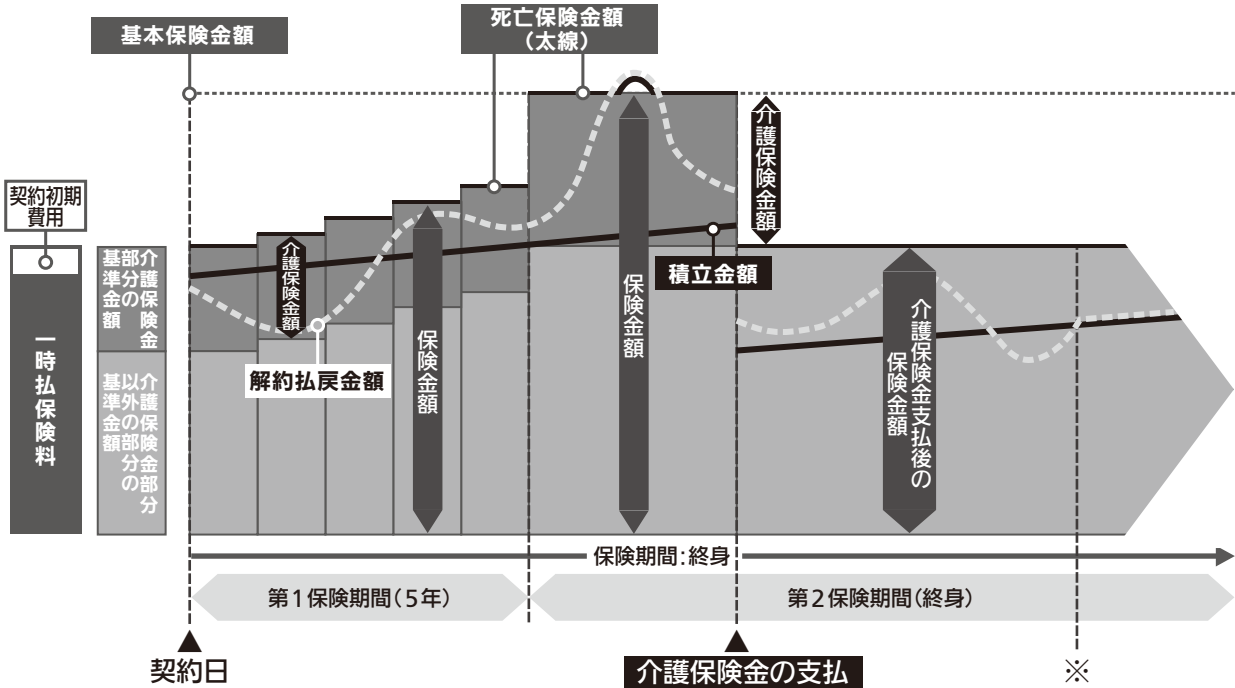 基本保険金額
死亡保険金額
（太線）
契約初期
費用
一時払保険料
介護保険金
部分の
基準金額
介護保険金部分
以外の部分の
基準金額
介護保険金額
解約払戻金額
保険金額
保険金額
積立金額
介護保険金額
介護保険金支払後の
保険金額
保険期間：終身
第1保険期間（5年）
第2保険期間（終身）
契約日
介護保険金の支払
※